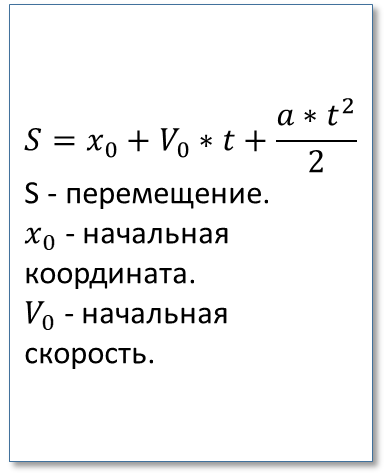 S = x₀ + V₀ * t + (a * t²)/2
S - перемещение.
x₀ - начальная
координата.
V₀ - начальная
скорость.